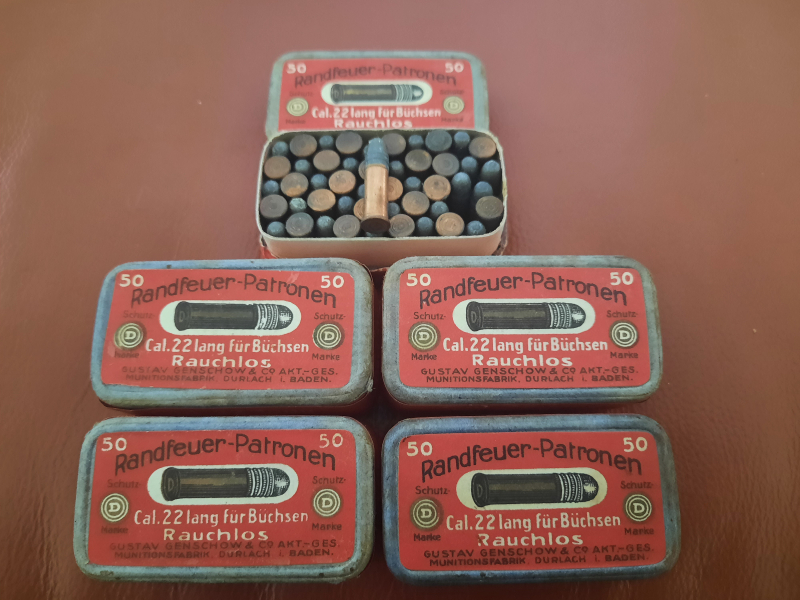 50 50
Randfeuer-Patronen
Cal.22 lang für Büchsen
Rauchlos
50 50
Randfeuer-Patronen
Schutz- Schutz-
D D
Marke Marke
Cal.22 lang für Büchsen
Rauchlos
GUSTAV GENSCHOW & Cº AKT.-GES.
MUNITIONSFABRIK, DURLACH i. BADEN.
50 50
Randfeuer-Patronen
Schutz- Schutz-
D D
Marke Marke
Cal.22 lang für Büchsen
Rauchlos
GUSTAV GENSCHOW & Cº AKT.-GES.
MUNITIONSFABRIK, DURLACH i. BADEN.
50 50
Randfeuer-Patronen
Schutz- Schutz-
D D
Marke Marke
Cal.22 lang für Büchsen
Rauchlos
GUSTAV GENSCHOW & Cº AKT.-GES.
MUNITIONSFABRIK, DURLACH i. BADEN.
50 50
Randfeuer-Patronen
Schutz- Schutz-
D D
Marke Marke
Cal.22 lang für Büchsen
Rauchlos
GUSTAV GENSCHOW & Cº AKT.-GES.
MUNITIONSFABRIK, DURLACH i. BADEN.